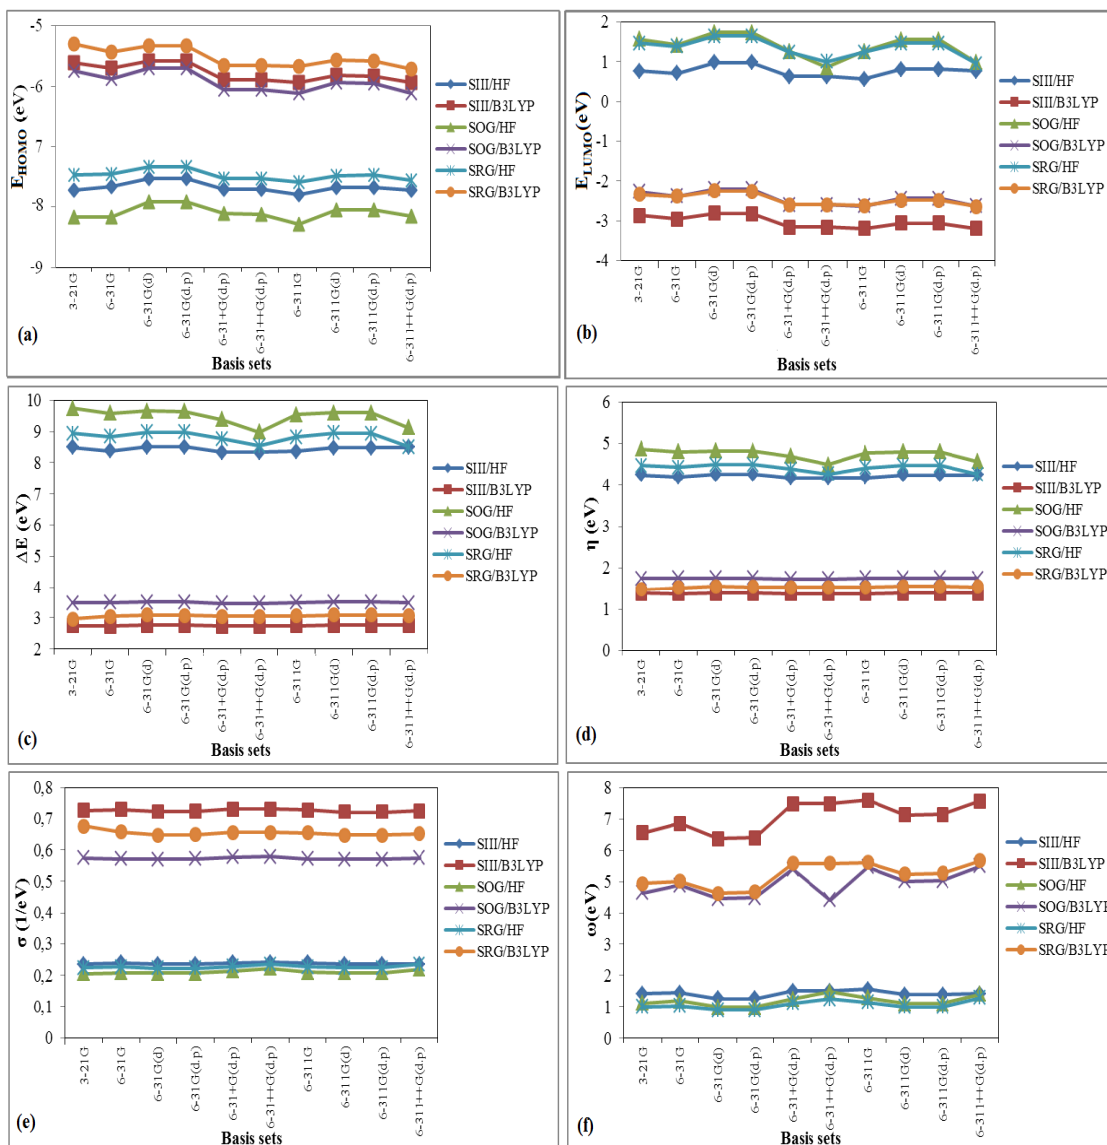 -5
-6
-7
-8
-9
E_HOMO (eV)
3-21G
6-31G
6-31G(d)
6-31G(d.p)
6-31+G(d.p)
6-31++G(d.p)
6-311G
6-311G(d)
6-311G(d.p)
6-311++G(d.p)
Basis sets
(a)
SIII/HF
SIII/B3LYP
SOG/HF
SOG/B3LYP
SRG/HF
SRG/B3LYP
2
1
0
-1
-2
-3
-4
E_LUMO(eV)
3-21G
6-31G
6-31G(d)
6-31G(d.p)
6-31+G(d.p)
6-31++G(d.p)
6-311G
6-311G(d)
6-311G(d.p)
6-311++G(d.p)
Basis sets
(b)
SIII/HF
SIII/B3LYP
SOG/HF
SOG/B3LYP
SRG/HF
SRG/B3LYP
10
9
8
7
6
5
4
3
2
ΔE (eV)
3-21G
6-31G
6-31G(d)
6-31G(d.p)
6-31+G(d.p)
6-31++G(d.p)
6-311G
6-311G(d)
6-311G(d.p)
6-311++G(d.p)
Basis sets
(c)
SIII/HF
SIII/B3LYP
SOG/HF
SOG/B3LYP
SRG/HF
SRG/B3LYP
6
5
4
3
2
1
0
η (eV)
3-21G
6-31G
6-31G(d)
6-31G(d.p)
6-31+G(d.p)
6-31++G(d.p)
6-311G
6-311G(d)
6-311G(d.p)
6-311++G(d.p)
Basis sets
(d)
SIII/HF
SIII/B3LYP
SOG/HF
SOG/B3LYP
SRG/HF
SRG/B3LYP
0,8
0,7
0,6
0,5
0,4
0,3
0,2
0,1
0
σ (1/eV)
3-21G
6-31G
6-31G(d)
6-31G(d.p)
6-31+G(d.p)
6-31++G(d.p)
6-311G
6-311G(d)
6-311G(d.p)
6-311++G(d.p)
Basis sets
(e)
SIII/HF
SIII/B3LYP
SOG/HF
SOG/B3LYP
SRG/HF
SRG/B3LYP
8
7
6
5
4
3
2
1
0
ω(eV)
3-21G
6-31G
6-31G(d)
6-31G(d.p)
6-31+G(d.p)
6-31++G(d.p)
6-311G
6-311G(d)
6-311G(d.p)
6-311++G(d.p)
Basis sets
(f)
SIII/HF
SIII/B3LYP
SOG/HF
SOG/B3LYP
SRG/HF
SRG/B3LYP